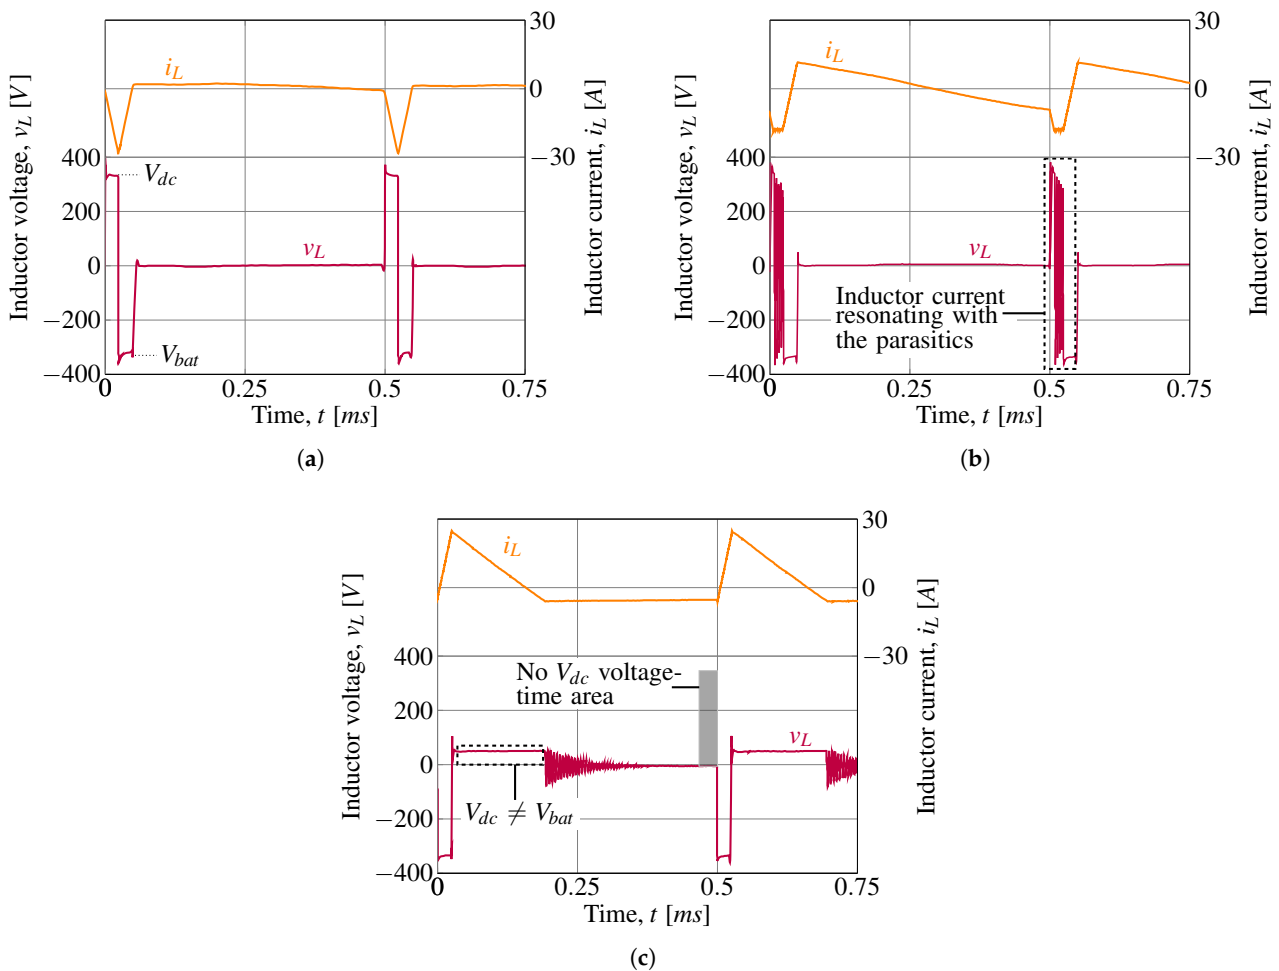 30
i_L
0
−30
400
V_dc
200
v_L
0
−200
V_bat
−400
0
0.25
0.5
0.75
Inductor voltage, v_L [V]
Inductor current, i_L [A]
Time, t [ms]
(a)
30
i_L
0
−30
400
200
v_L
0
Inductor current
resonating with
the parasitics
−200
−400
0
0.25
0.5
0.75
Inductor voltage, v_L [V]
Inductor current, i_L [A]
Time, t [ms]
(b)
30
i_L
0
−30
400
No V_dc voltage-
time area
200
v_L
0
V_dc ≠ V_bat
−200
−400
0
0.25
0.5
0.75
Inductor voltage, v_L [V]
Inductor current, i_L [A]
Time, t [ms]
(c)